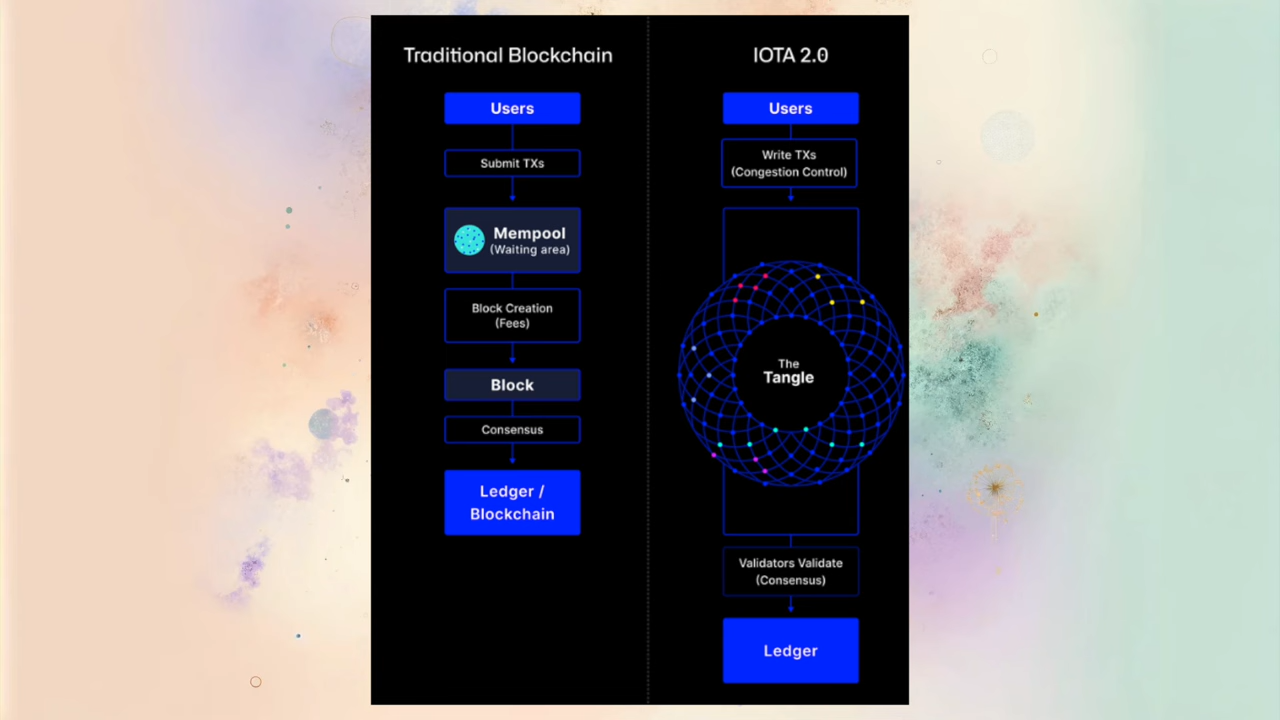 Traditional Blockchain
Users
Submit TXs
Mempool
(Waiting area)
Block Creation
(Fees)
Block
Consensus
Ledger /
Blockchain
IOTA 2.0
Users
Write TXs
(Congestion Control)
The
Tangle
Validators Validate
(Consensus)
Ledger